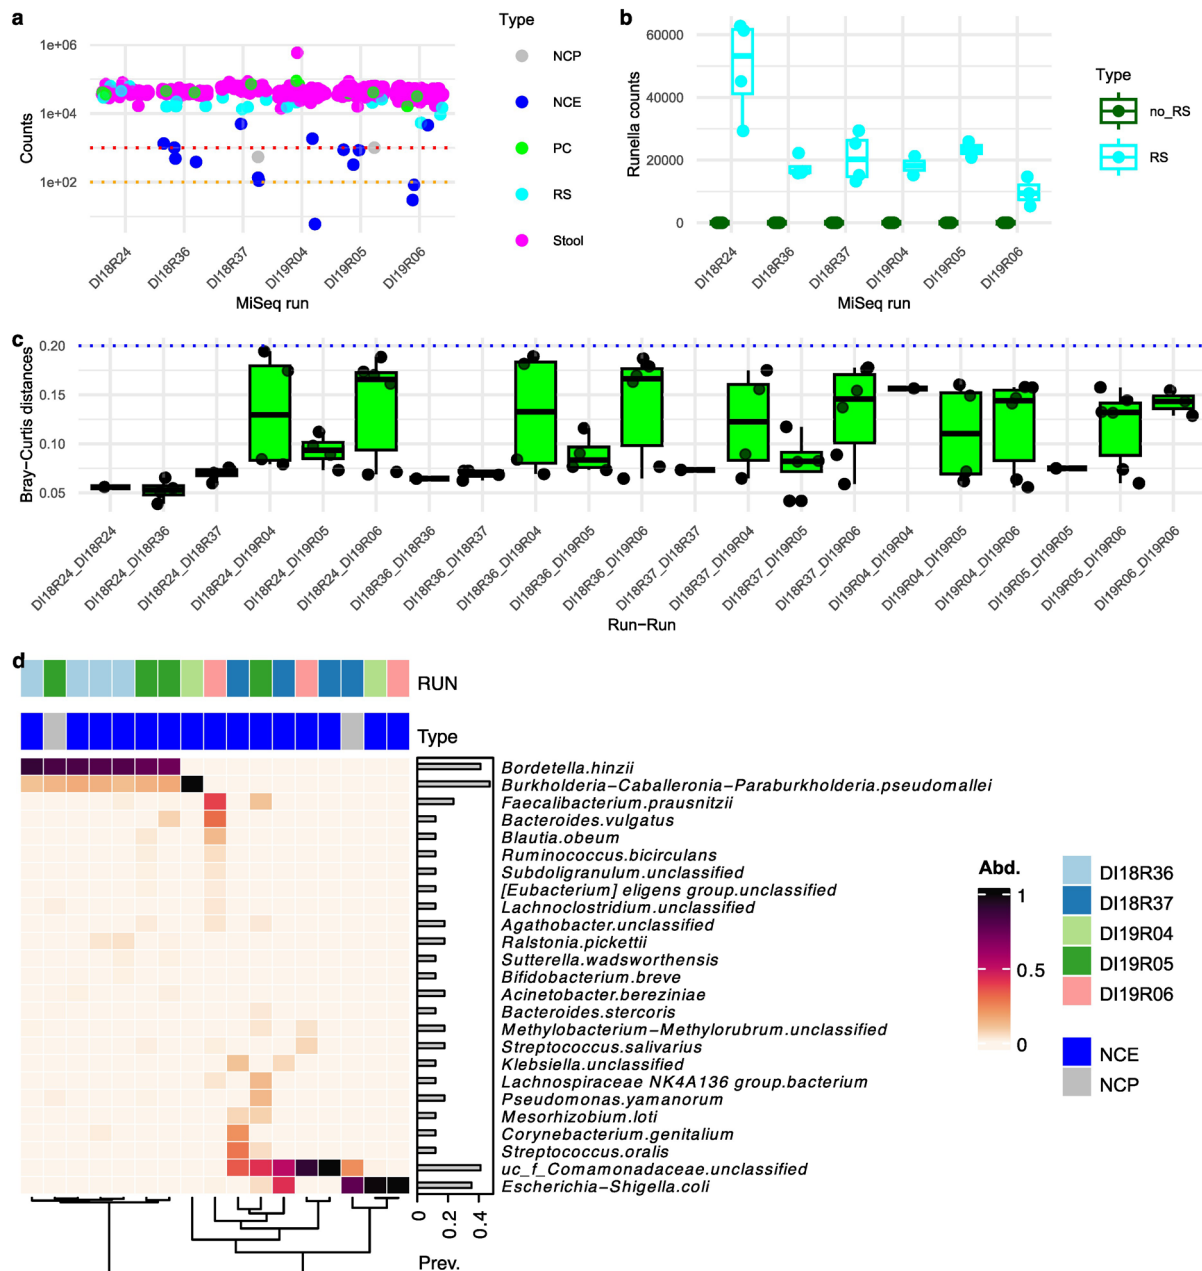 a
Type
1e+06
1e+04
1e+02
Counts
DI18R24
DI18R36
DI18R37
DI19R04
DI19R05
DI19R06
MiSeq run
NCP
NCE
PC
RS
Stool
b
60000
40000
20000
0
Runella counts
DI18R24
DI18R36
DI18R37
DI19R04
DI19R05
DI19R06
MiSeq run
Type
no_RS
RS
c
0.20
0.15
0.10
0.05
Bray−Curtis distances
DI18R24_DI18R24
DI18R24_DI18R36
DI18R24_DI18R37
DI18R24_DI19R04
DI18R24_DI19R05
DI18R24_DI19R06
DI18R36_DI18R36
DI18R36_DI18R37
DI18R36_DI19R04
DI18R36_DI19R05
DI18R36_DI19R06
DI18R37_DI18R37
DI18R37_DI19R04
DI18R37_DI19R05
DI18R37_DI19R06
DI19R04_DI19R04
DI19R04_DI19R05
DI19R04_DI19R06
DI19R05_DI19R05
DI19R05_DI19R06
DI19R06_DI19R06
Run−Run
d
RUN
Type
Bordetella.hinzii
Burkholderia−Caballeronia−Paraburkholderia.pseudomallei
Faecalibacterium.prausnitzii
Bacteroides.vulgatus
Blautia.obeum
Ruminococcus.bicirculans
Subdoligranulum.unclassified
[Eubacterium] eligens group.unclassified
Lachnoclostridium.unclassified
Agathobacter.unclassified
Ralstonia.pickettii
Sutterella.wadsworthensis
Bifidobacterium.breve
Acinetobacter.bereziniae
Bacteroides.stercoris
Methylobacterium−Methylorubrum.unclassified
Streptococcus.salivarius
Klebsiella.unclassified
Lachnospiraceae NK4A136 group.bacterium
Pseudomonas.yamanorum
Mesorhizobium.loti
Corynebacterium.genitalium
Streptococcus.oralis
uc_f_Comamonadaceae.unclassified
Escherichia−Shigella.coli
0
0.2
0.4
Prev.
Abd.
1
0.5
0
DI18R36
DI18R37
DI19R04
DI19R05
DI19R06
NCE
NCP